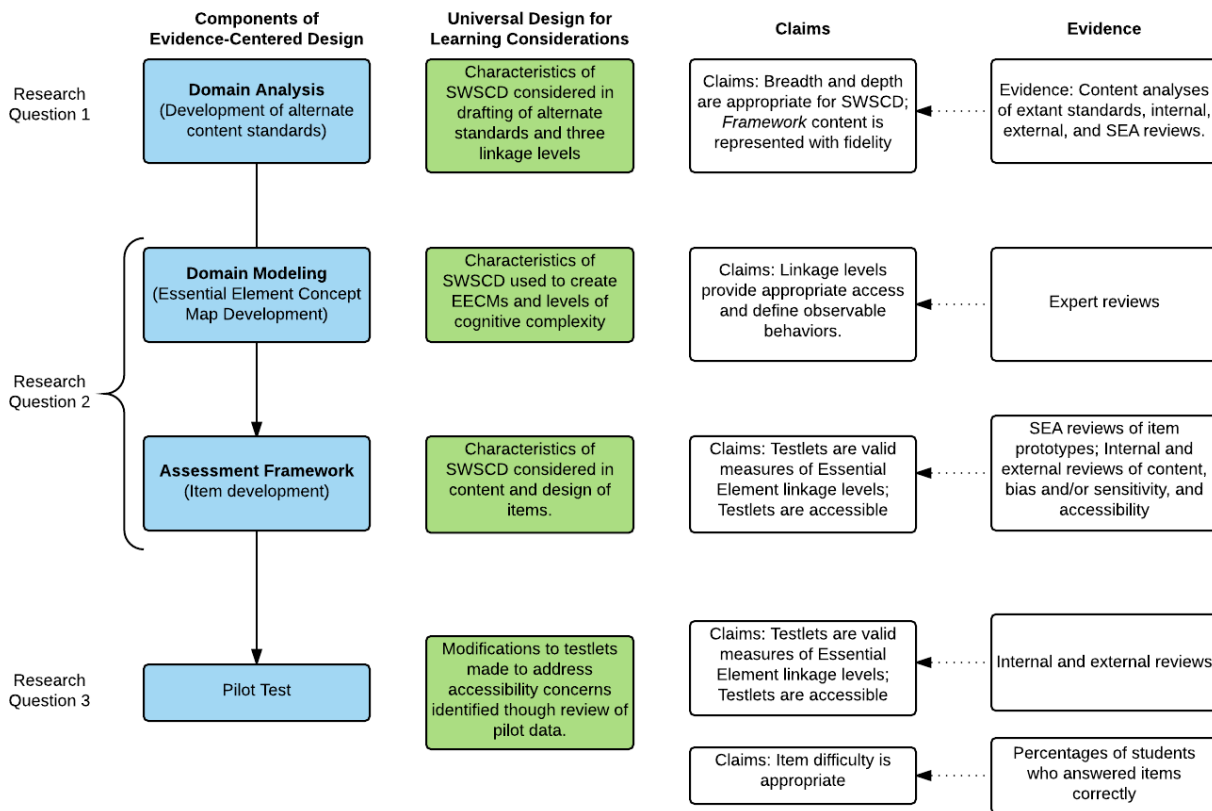 Components of
Evidence-Centered Design
Universal Design for
Learning Considerations
Claims
Evidence
Research
Question 1
Domain Analysis
(Development of alternate
content standards)
Characteristics of
SWSCD considered in
drafting of alternate
standards and three
linkage levels
Claims: Breadth and depth
are appropriate for SWSCD;
Framework content is
represented with fidelity
Evidence: Content analyses
of extant standards, internal,
external, and SEA reviews.
Research
Question 2
Domain Modeling
(Essential Element Concept
Map Development)
Characteristics of
SWSCD used to create
EECMs and levels of
cognitive complexity
Claims: Linkage levels
provide appropriate access
and define observable
behaviors.
Expert reviews
Assessment Framework
(Item development)
Characteristics of
SWSCD considered in
content and design of
items.
Claims: Testlets are valid
measures of Essential
Element linkage levels;
Testlets are accessible
SEA reviews of item
prototypes; Internal and
external reviews of content,
bias and/or sensitivity, and
accessibility
Research
Question 3
Pilot Test
Modifications to testlets
made to address
accessibility concerns
identified though review of
pilot data.
Claims: Testlets are valid
measures of Essential
Element linkage levels;
Testlets are accessible
Internal and external reviews
Claims: Item difficulty is
appropriate
Percentages of students
who answered items
correctly